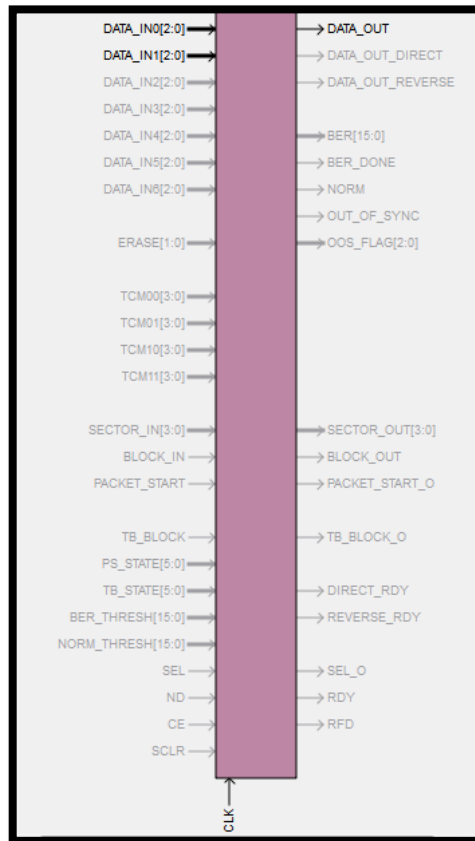 DATA_IN0[2:0] DATA_OUT
DATA_IN1[2:0] DATA_OUT_DIRECT
DATA_IN2[2:0] DATA_OUT_REVERSE
DATA_IN3[2:0]
DATA_IN4[2:0] BER[15:0]
DATA_IN5[2:0] BER_DONE
DATA_IN6[2:0] NORM
OUT_OF_SYNC
ERASE[1:0] OOS_FLAG[2:0]
TCM00[3:0]
TCM01[3:0]
TCM10[3:0]
TCM11[3:0]
SECTOR_IN[3:0] SECTOR_OUT[3:0]
BLOCK_IN BLOCK_OUT
PACKET_START PACKET_START_O
TB_BLOCK TB_BLOCK_O
PS_STATE[5:0]
TB_STATE[5:0] DIRECT_RDY
BER_THRESH[15:0] REVERSE_RDY
NORM_THRESH[15:0]
SEL SEL_O
ND RDY
CE RFD
SCLR
CLK